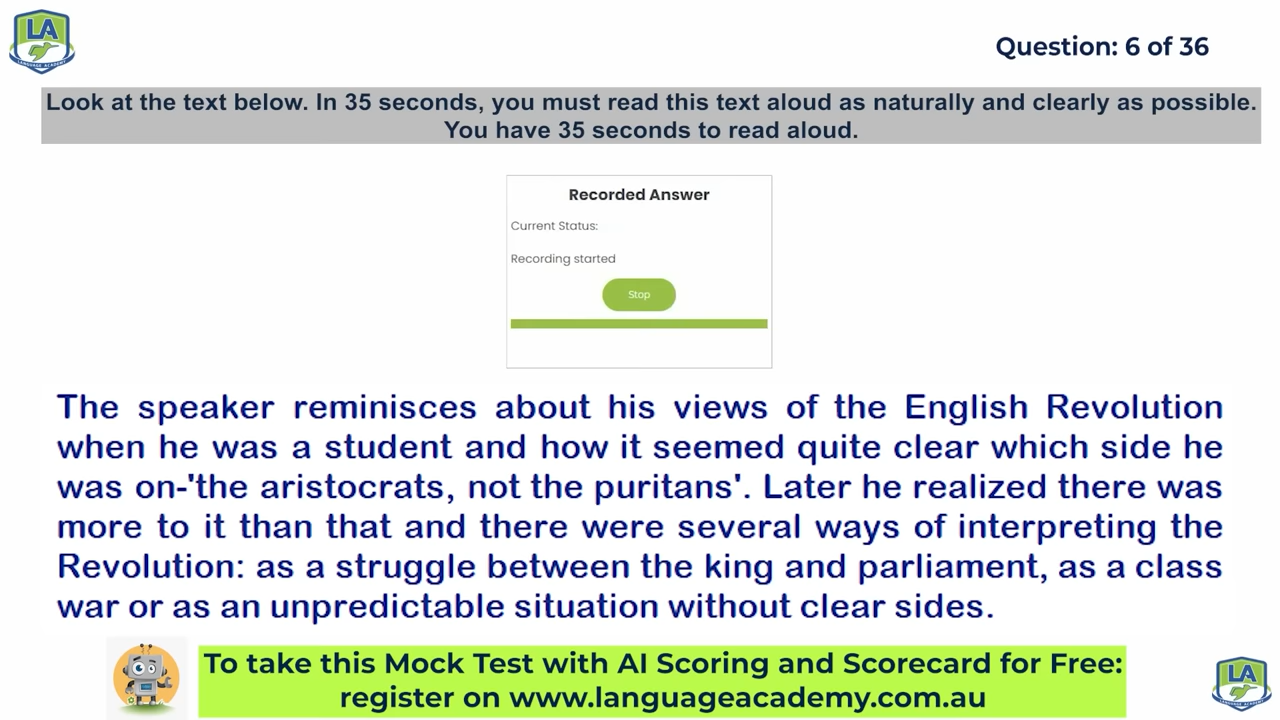 LA
LANGUAGE ACADEMY
Question: 6 of 36
Look at the text below. In 35 seconds, you must read this text aloud as naturally and clearly as possible.
You have 35 seconds to read aloud.
Recorded Answer
Current Status:
Recording started
Stop
The speaker reminisces about his views of the English Revolution
when he was a student and how it seemed quite clear which side he
was on-'the aristocrats, not the puritans'. Later he realized there was
more to it than that and there were several ways of interpreting the
Revolution: as a struggle between the king and parliament, as a class
war or as an unpredictable situation without clear sides.
To take this Mock Test with AI Scoring and Scorecard for Free:
register on www.languageacademy.com.au
LA
LANGUAGE ACADEMY